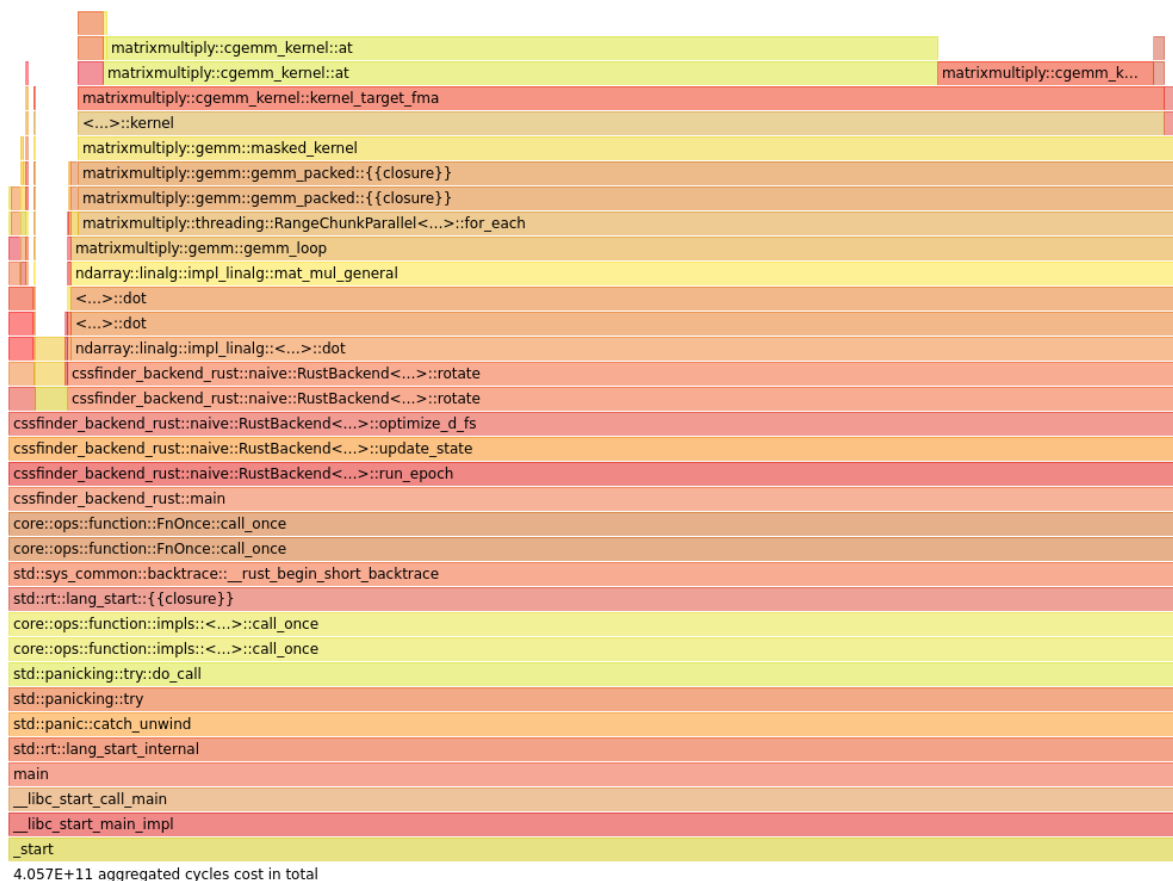 matrixmultiply::cgemm_kernel::at
matrixmultiply::cgemm_kernel::at matrixmultiply::cgemm_k...
matrixmultiply::cgemm_kernel::kernel_target_fma
<...>::kernel
matrixmultiply::gemm::masked_kernel
matrixmultiply::gemm::gemm_packed::{{closure}}
matrixmultiply::gemm::gemm_packed::{{closure}}
matrixmultiply::threading::RangeChunkParallel<...>::for_each
matrixmultiply::gemm::gemm_loop
ndarray::linalg::impl_linalg::mat_mul_general
<...>::dot
<...>::dot
ndarray::linalg::impl_linalg::<...>::dot
cssfinder_backend_rust::naive::RustBackend<...>::rotate
cssfinder_backend_rust::naive::RustBackend<...>::rotate
cssfinder_backend_rust::naive::RustBackend<...>::optimize_d_fs
cssfinder_backend_rust::naive::RustBackend<...>::update_state
cssfinder_backend_rust::naive::RustBackend<...>::run_epoch
cssfinder_backend_rust::main
core::ops::function::FnOnce::call_once
core::ops::function::FnOnce::call_once
std::sys_common::backtrace::__rust_begin_short_backtrace
std::rt::lang_start::{{closure}}
core::ops::function::impls::<...>::call_once
core::ops::function::impls::<...>::call_once
std::panicking::try::do_call
std::panicking::try
std::panic::catch_unwind
std::rt::lang_start_internal
main
__libc_start_call_main
__libc_start_main_impl
_start
4.057E+11 aggregated cycles cost in total